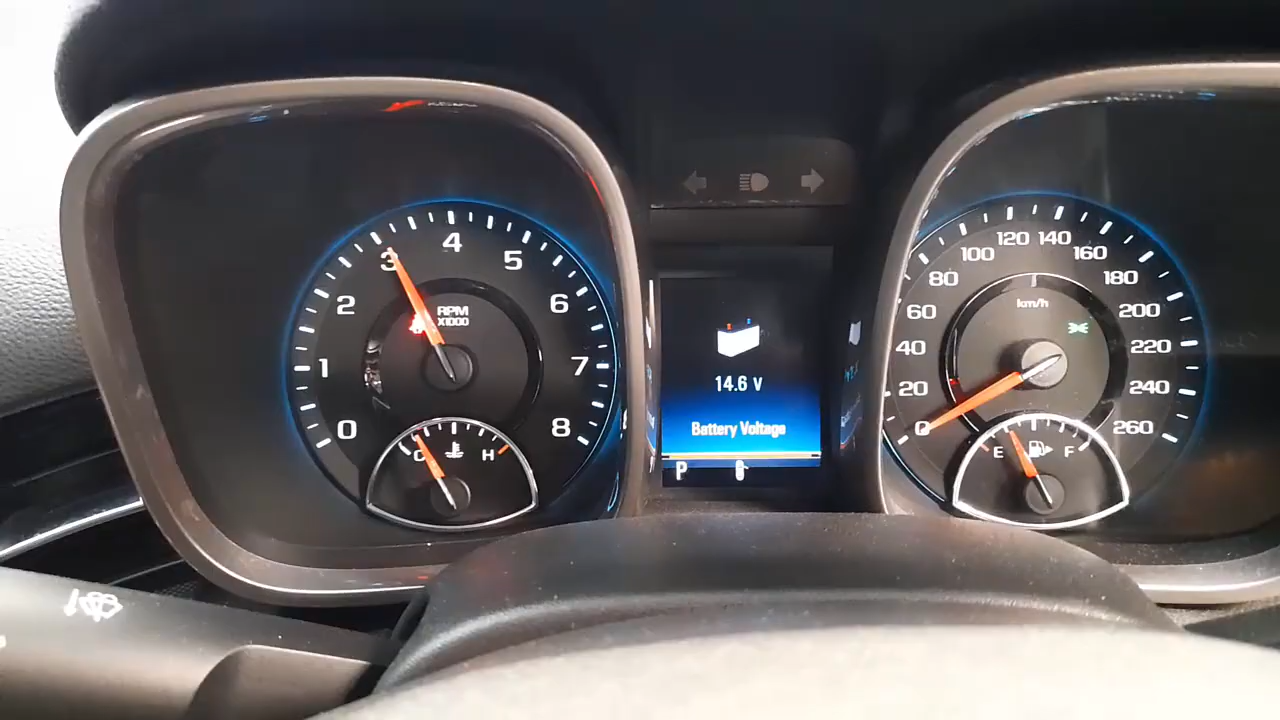 0 1 2 3 4 5 6 7 8
RPM
X1000
C H
14.6 V
Battery Voltage
P
0 20 40 60 80 100 120 140 160 180 200 220 240 260
km/h
E F